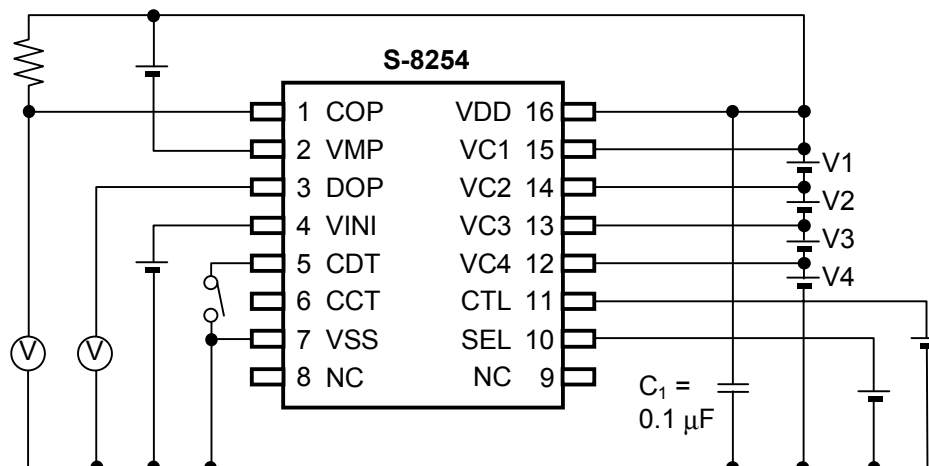 S-8254
1 COP VDD 16
2 VMP VC1 15
V1
3 DOP VC2 14
V2
4 VINI VC3 13
V3
5 CDT VC4 12
V4
6 CCT CTL 11
7 VSS SEL 10
V V
8 NC NC 9
C₁ =
0.1 μF